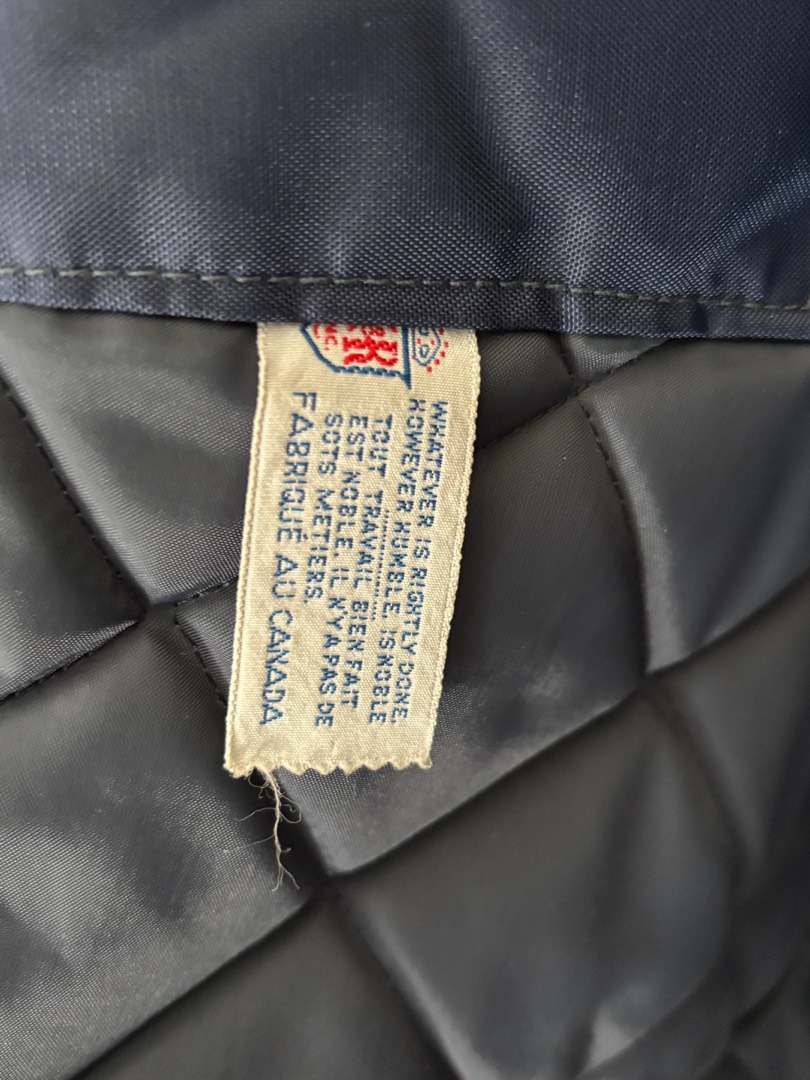 &R
INC.
WHATEVER IS RIGHTLY DONE,
HOWEVER HUMBLE, IS NOBLE
TOUT TRAVAIL BIEN FAIT
EST NOBLE, IL N'Y A PAS DE
SOTS METIERS.
FABRIQUÉ AU CANADA